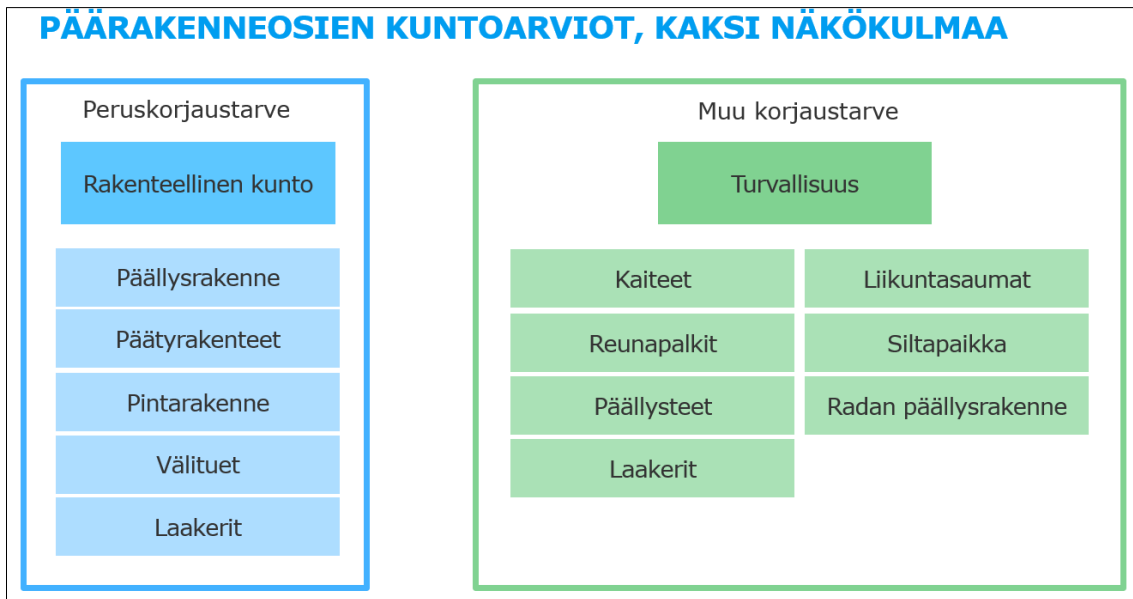 PÄÄRAKENNEOSIEN KUNTOARVIOT, KAKSI NÄKÖKULMAA
Peruskorjaustarve
Rakenteellinen kunto
Päällysrakenne
Päätyrakenteet
Pintarakenne
Välituet
Laakerit
Muu korjaustarve
Turvallisuus
Kaiteet
Liikuntasaumat
Reunapalkit
Siltapaikka
Päällysteet
Radan päällysrakenne
Laakerit